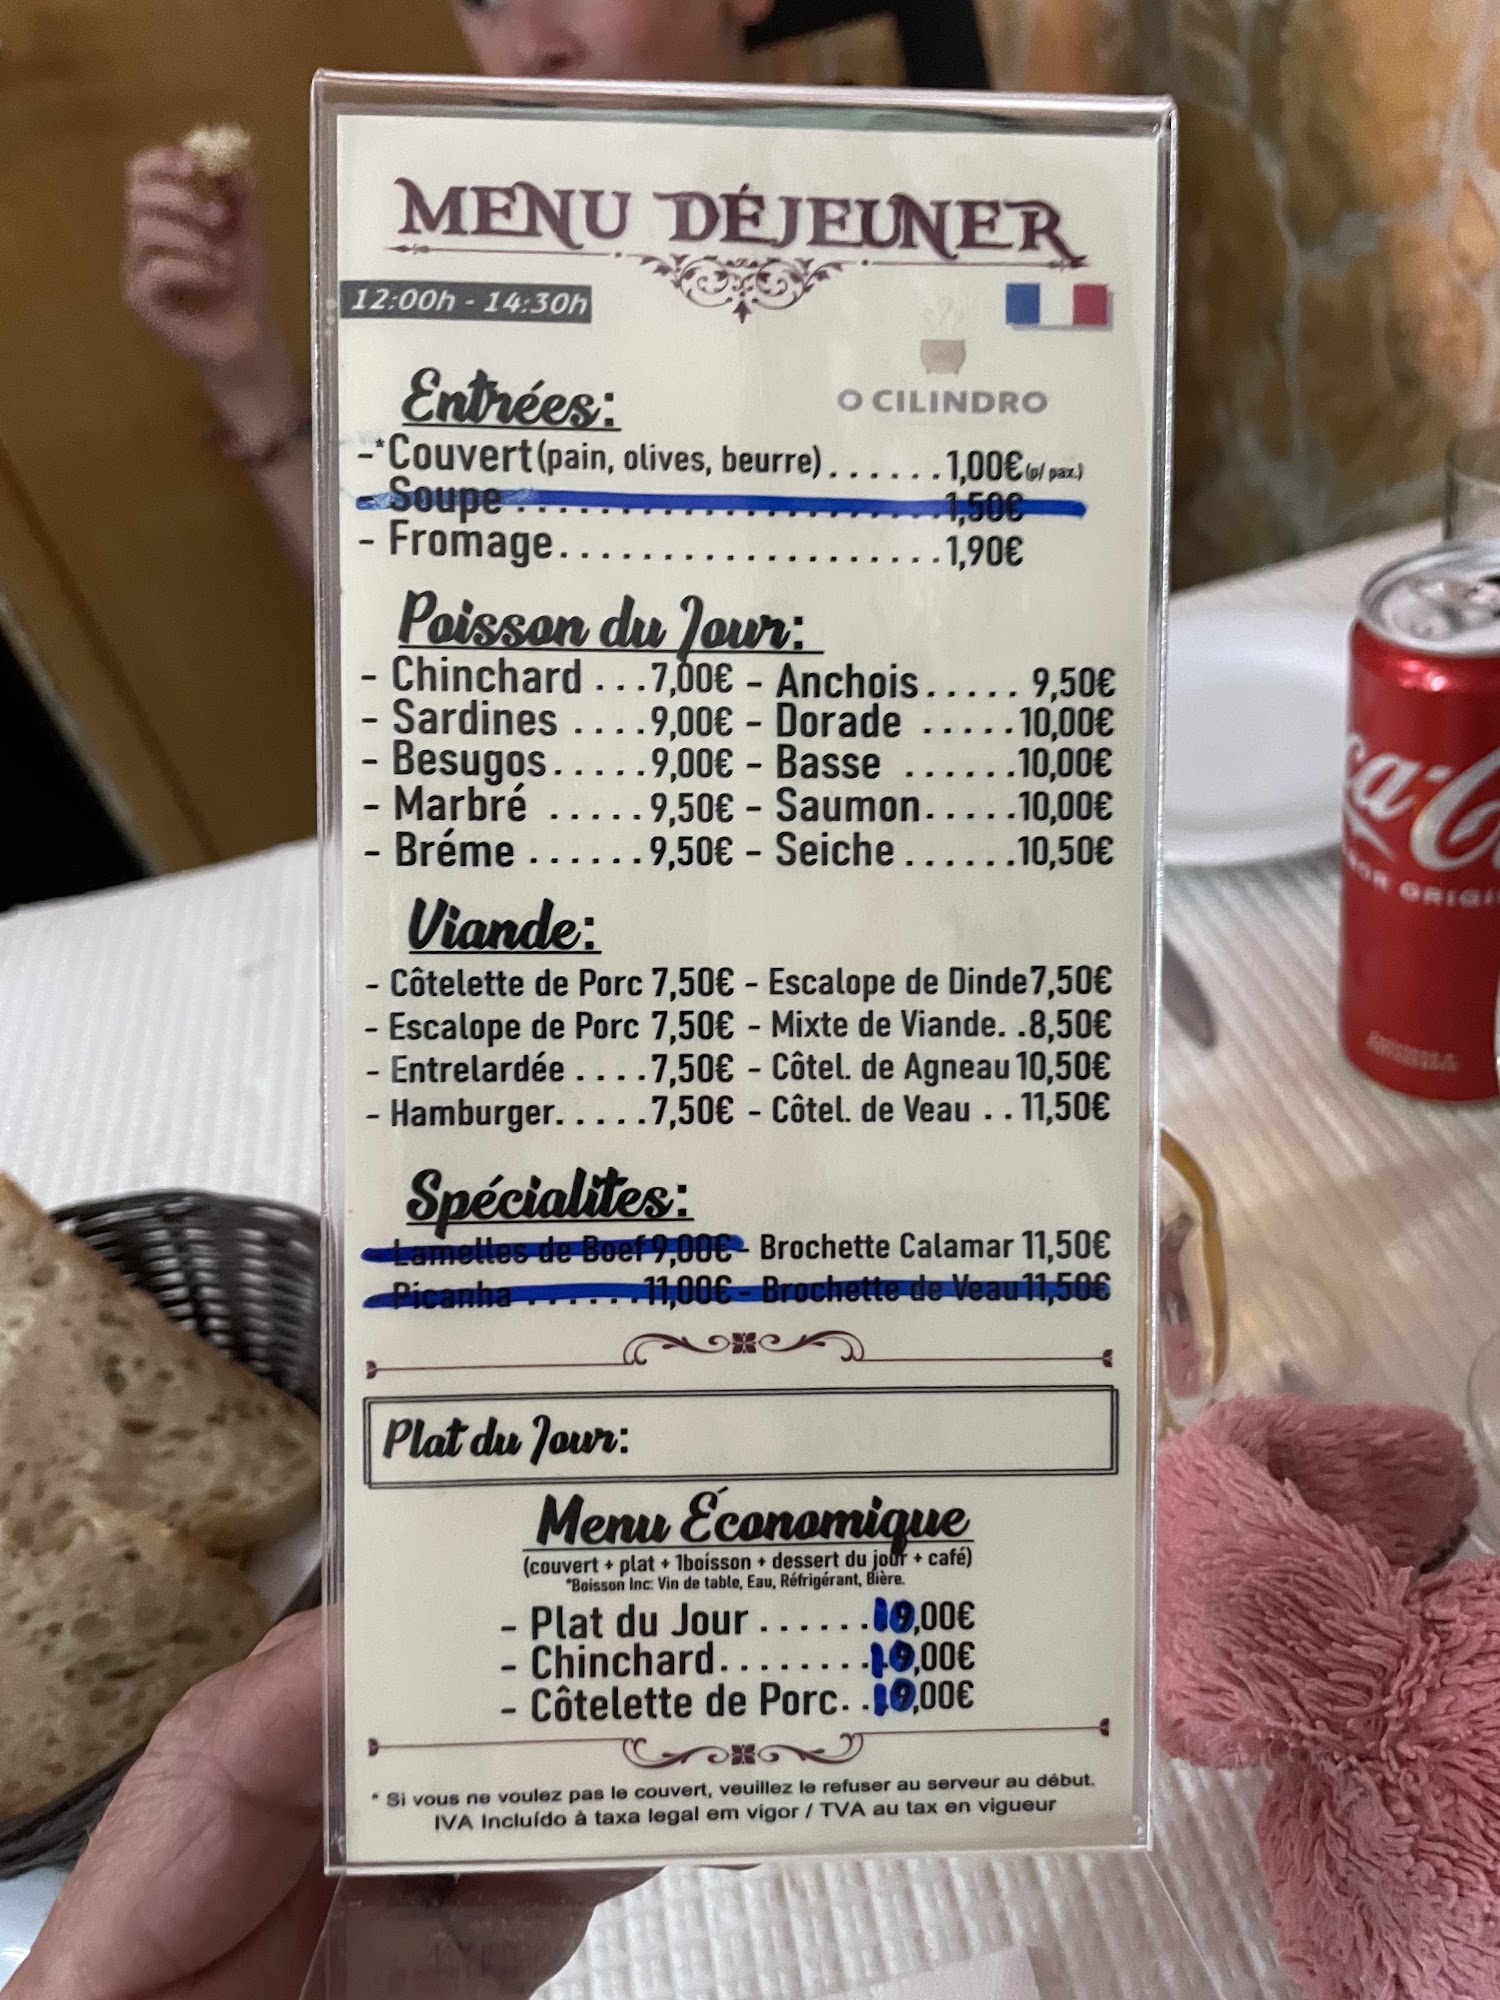 MENU DÉJEUNER
12:00h - 14:30h
O CILINDRO
Entrées:
-*Couvert (pain, olives, beurre) . . . . . . 1,00€ (p/ pax.)
- Soupe . . . . . . . . . . . . . . . . . . . . 1,50€
- Fromage. . . . . . . . . . . . . . . . . . . 1,90€
Poisson du Jour:
- Chinchard . . . 7,00€ - Anchois . . . . . 9,50€
- Sardines . . . . 9,00€ - Dorade . . . . . 10,00€
- Besugos. . . . . 9,00€ - Basse . . . . . . 10,00€
- Marbré . . . . . 9,50€ - Saumon. . . . . 10,00€
- Bréme . . . . . . 9,50€ - Seiche . . . . . . 10,50€
Viande:
- Côtelette de Porc 7,50€ - Escalope de Dinde 7,50€
- Escalope de Porc 7,50€ - Mixte de Viande. . 8,50€
- Entrelardée . . . . 7,50€ - Côtel. de Agneau 10,50€
- Hamburger. . . . . 7,50€ - Côtel. de Veau . . 11,50€
Spécialites:
- Lamelles de Boef 9,00€ - Brochette Calamar 11,50€
- Picanha . . . . . . 11,00€ - Brochette de Veau 11,50€
Plat du Jour:
Menu Économique
(couvert + plat + 1boisson + dessert du jour + café)
*Boisson Inc: Vin de table, Eau, Réfrigérant, Bière.
- Plat du Jour . . . . . . 10,00€
- Chinchard. . . . . . . . 10,00€
- Côtelette de Porc. . 10,00€
* Si vous ne voulez pas le couvert, veuillez le refuser au serveur au début.
IVA Incluído à taxa legal em vigor / TVA au tax en vigueur